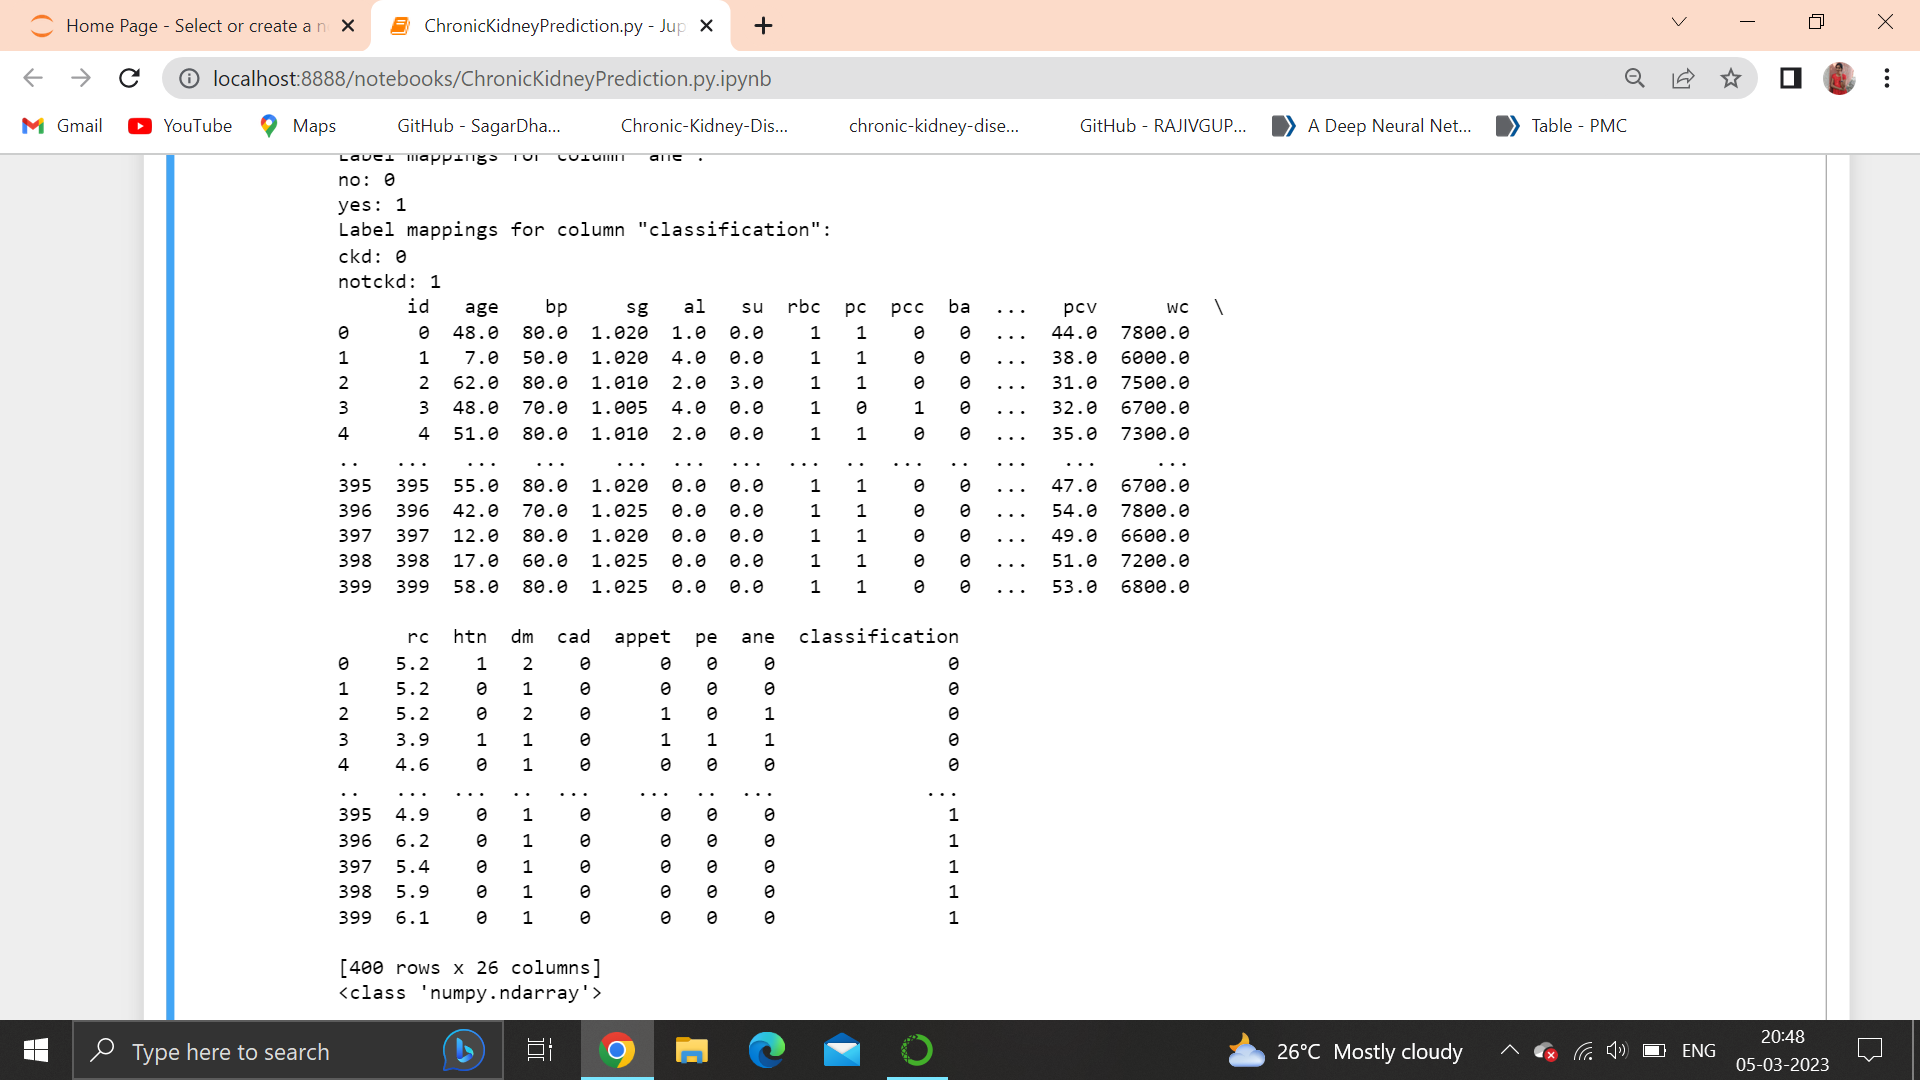 Home Page - Select or create a n
ChronicKidneyPrediction.py - Jup
localhost:8888/notebooks/ChronicKidneyPrediction.py.ipynb
Gmail YouTube Maps GitHub - SagarDha... Chronic-Kidney-Dis... chronic-kidney-dise... GitHub - RAJIVGUP... A Deep Neural Net... Table - PMC
Label mappings for column "ane":
no: 0
yes: 1
Label mappings for column "classification":
ckd: 0
notckd: 1
id age bp sg al su rbc pc pcc ba ... pcv wc \
0 0 48.0 80.0 1.020 1.0 0.0 1 1 0 0 ... 44.0 7800.0
1 1 7.0 50.0 1.020 4.0 0.0 1 1 0 0 ... 38.0 6000.0
2 2 62.0 80.0 1.010 2.0 3.0 1 1 0 0 ... 31.0 7500.0
3 3 48.0 70.0 1.005 4.0 0.0 1 0 1 0 ... 32.0 6700.0
4 4 51.0 80.0 1.010 2.0 0.0 1 1 0 0 ... 35.0 7300.0
.. ... ... ... ... ... ... ... .. ... .. ... ... ...
395 395 55.0 80.0 1.020 0.0 0.0 1 1 0 0 ... 47.0 6700.0
396 396 42.0 70.0 1.025 0.0 0.0 1 1 0 0 ... 54.0 7800.0
397 397 12.0 80.0 1.020 0.0 0.0 1 1 0 0 ... 49.0 6600.0
398 398 17.0 60.0 1.025 0.0 0.0 1 1 0 0 ... 51.0 7200.0
399 399 58.0 80.0 1.025 0.0 0.0 1 1 0 0 ... 53.0 6800.0
rc htn dm cad appet pe ane classification
0 5.2 1 2 0 0 0 0 0
1 5.2 0 1 0 0 0 0 0
2 5.2 0 2 0 1 0 1 0
3 3.9 1 1 0 1 1 1 0
4 4.6 0 1 0 0 0 0 0
.. ... ... .. ... ... .. ... ...
395 4.9 0 1 0 0 0 0 1
396 6.2 0 1 0 0 0 0 1
397 5.4 0 1 0 0 0 0 1
398 5.9 0 1 0 0 0 0 1
399 6.1 0 1 0 0 0 0 1
[400 rows x 26 columns]
<class 'numpy.ndarray'>
Type here to search
26°C Mostly cloudy
ENG
20:48
05-03-2023